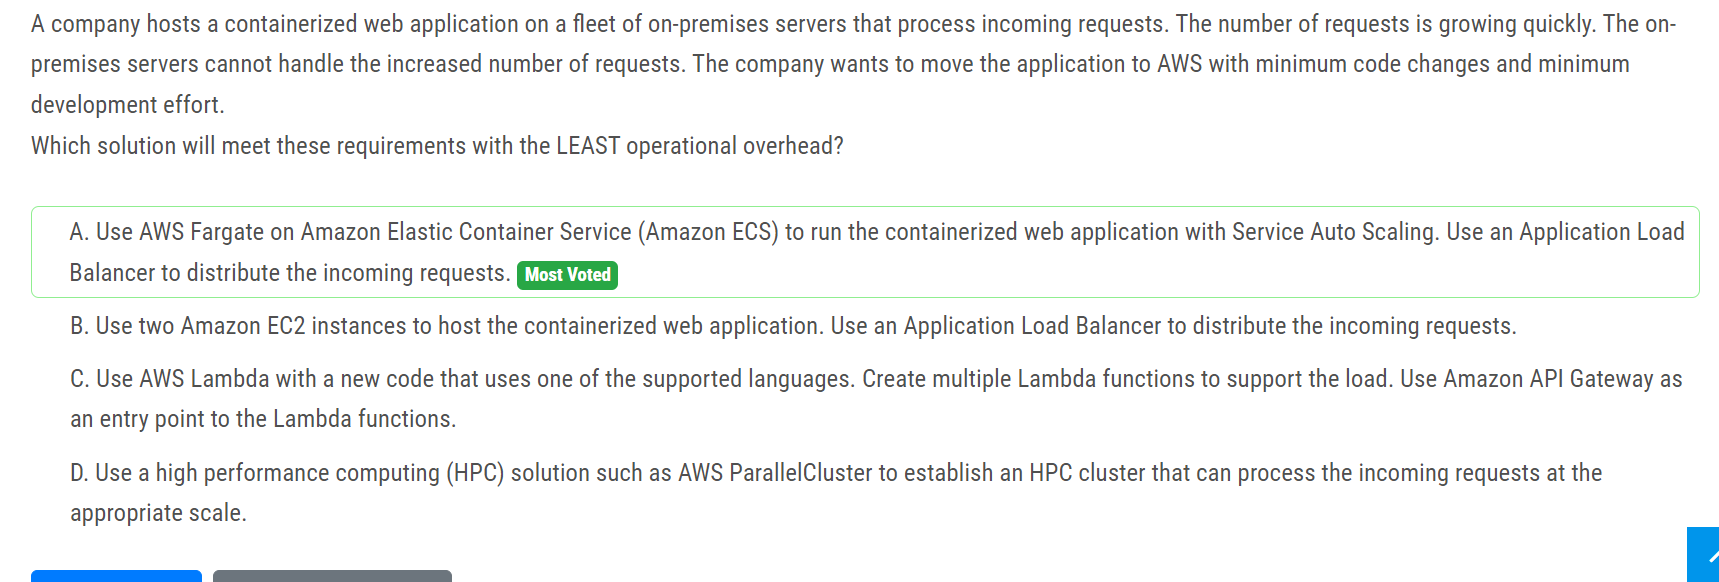 A company hosts a containerized web application on a fleet of on-premises servers that process incoming requests. The number of requests is growing quickly. The on-
premises servers cannot handle the increased number of requests. The company wants to move the application to AWS with minimum code changes and minimum
development effort.
Which solution will meet these requirements with the LEAST operational overhead?
A. Use AWS Fargate on Amazon Elastic Container Service (Amazon ECS) to run the containerized web application with Service Auto Scaling. Use an Application Load
Balancer to distribute the incoming requests. Most Voted
B. Use two Amazon EC2 instances to host the containerized web application. Use an Application Load Balancer to distribute the incoming requests.
C. Use AWS Lambda with a new code that uses one of the supported languages. Create multiple Lambda functions to support the load. Use Amazon API Gateway as
an entry point to the Lambda functions.
D. Use a high performance computing (HPC) solution such as AWS ParallelCluster to establish an HPC cluster that can process the incoming requests at the
appropriate scale.